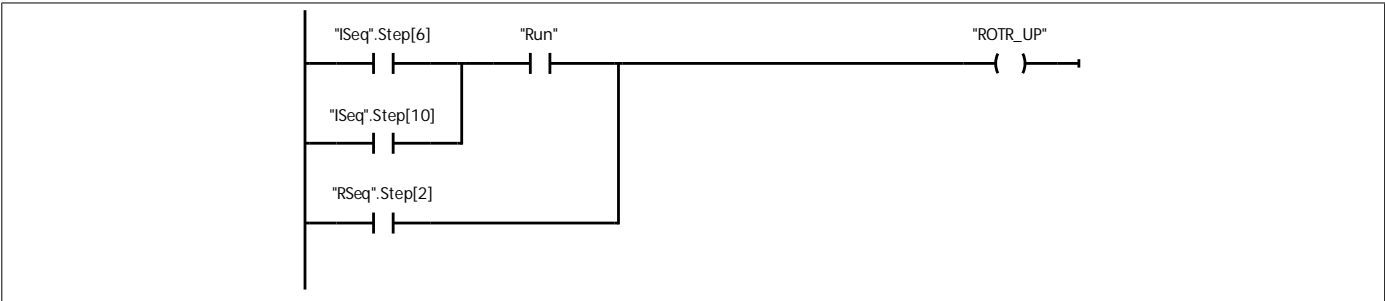 "ISeq".Step[6]
"Run"
"ROTR_UP"
"ISeq".Step[10]
"RSeq".Step[2]